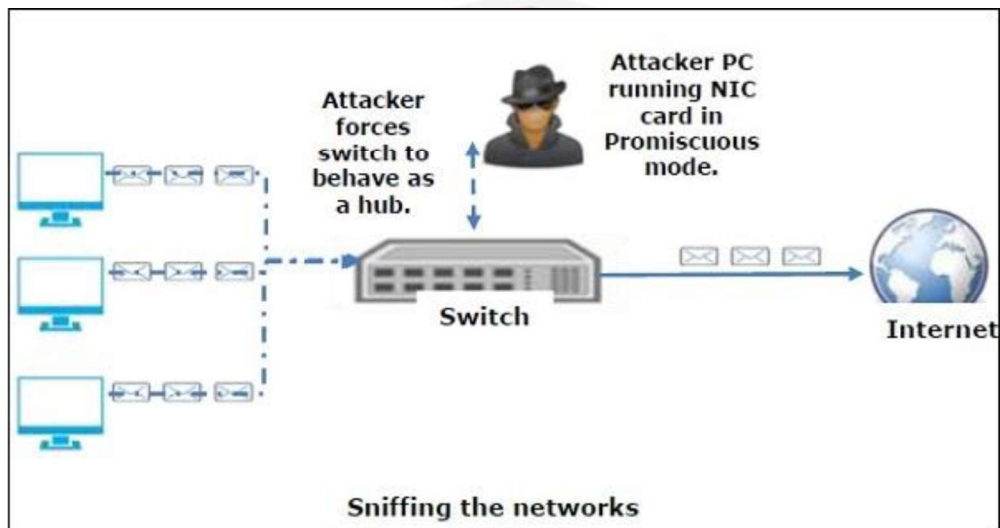 Attacker
forces
switch to
behave as
a hub.
Attacker PC
running NIC
card in
Promiscuous
mode.
Switch
Internet
Sniffing the networks